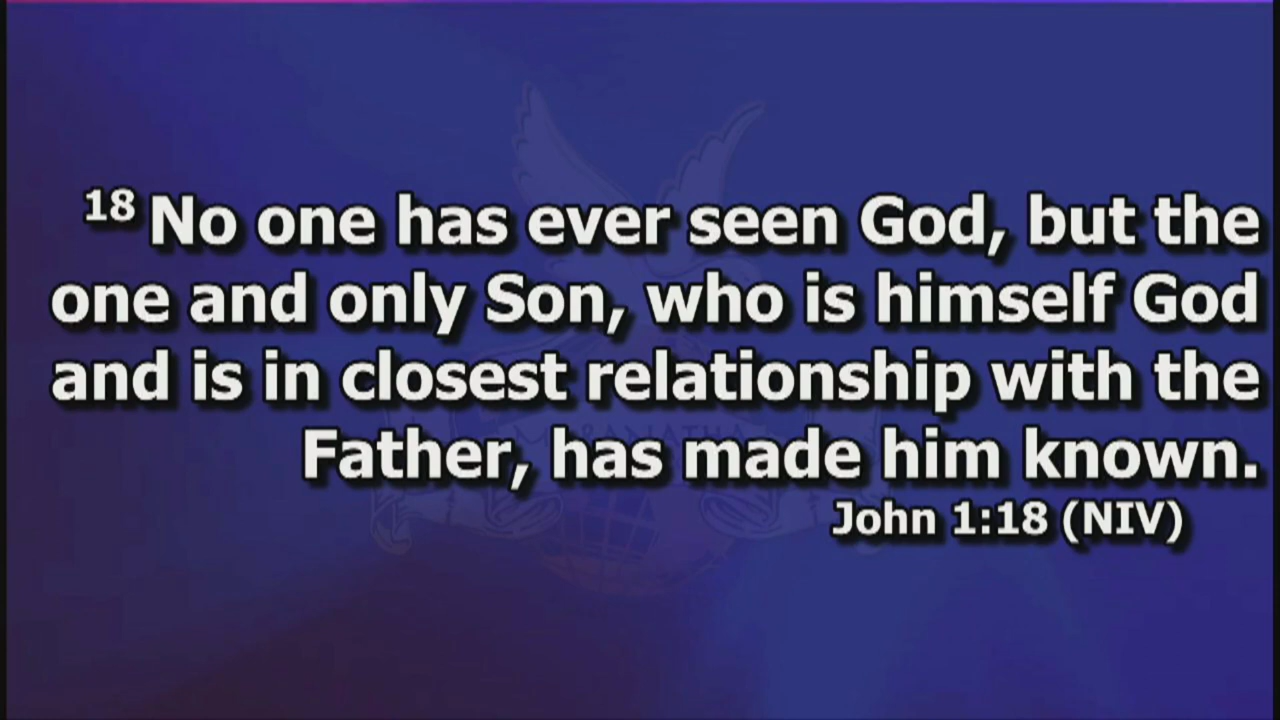 18 No one has ever seen God, but the
one and only Son, who is himself God
and is in closest relationship with the
Father, has made him known.
John 1:18 (NIV)
MARANATHA